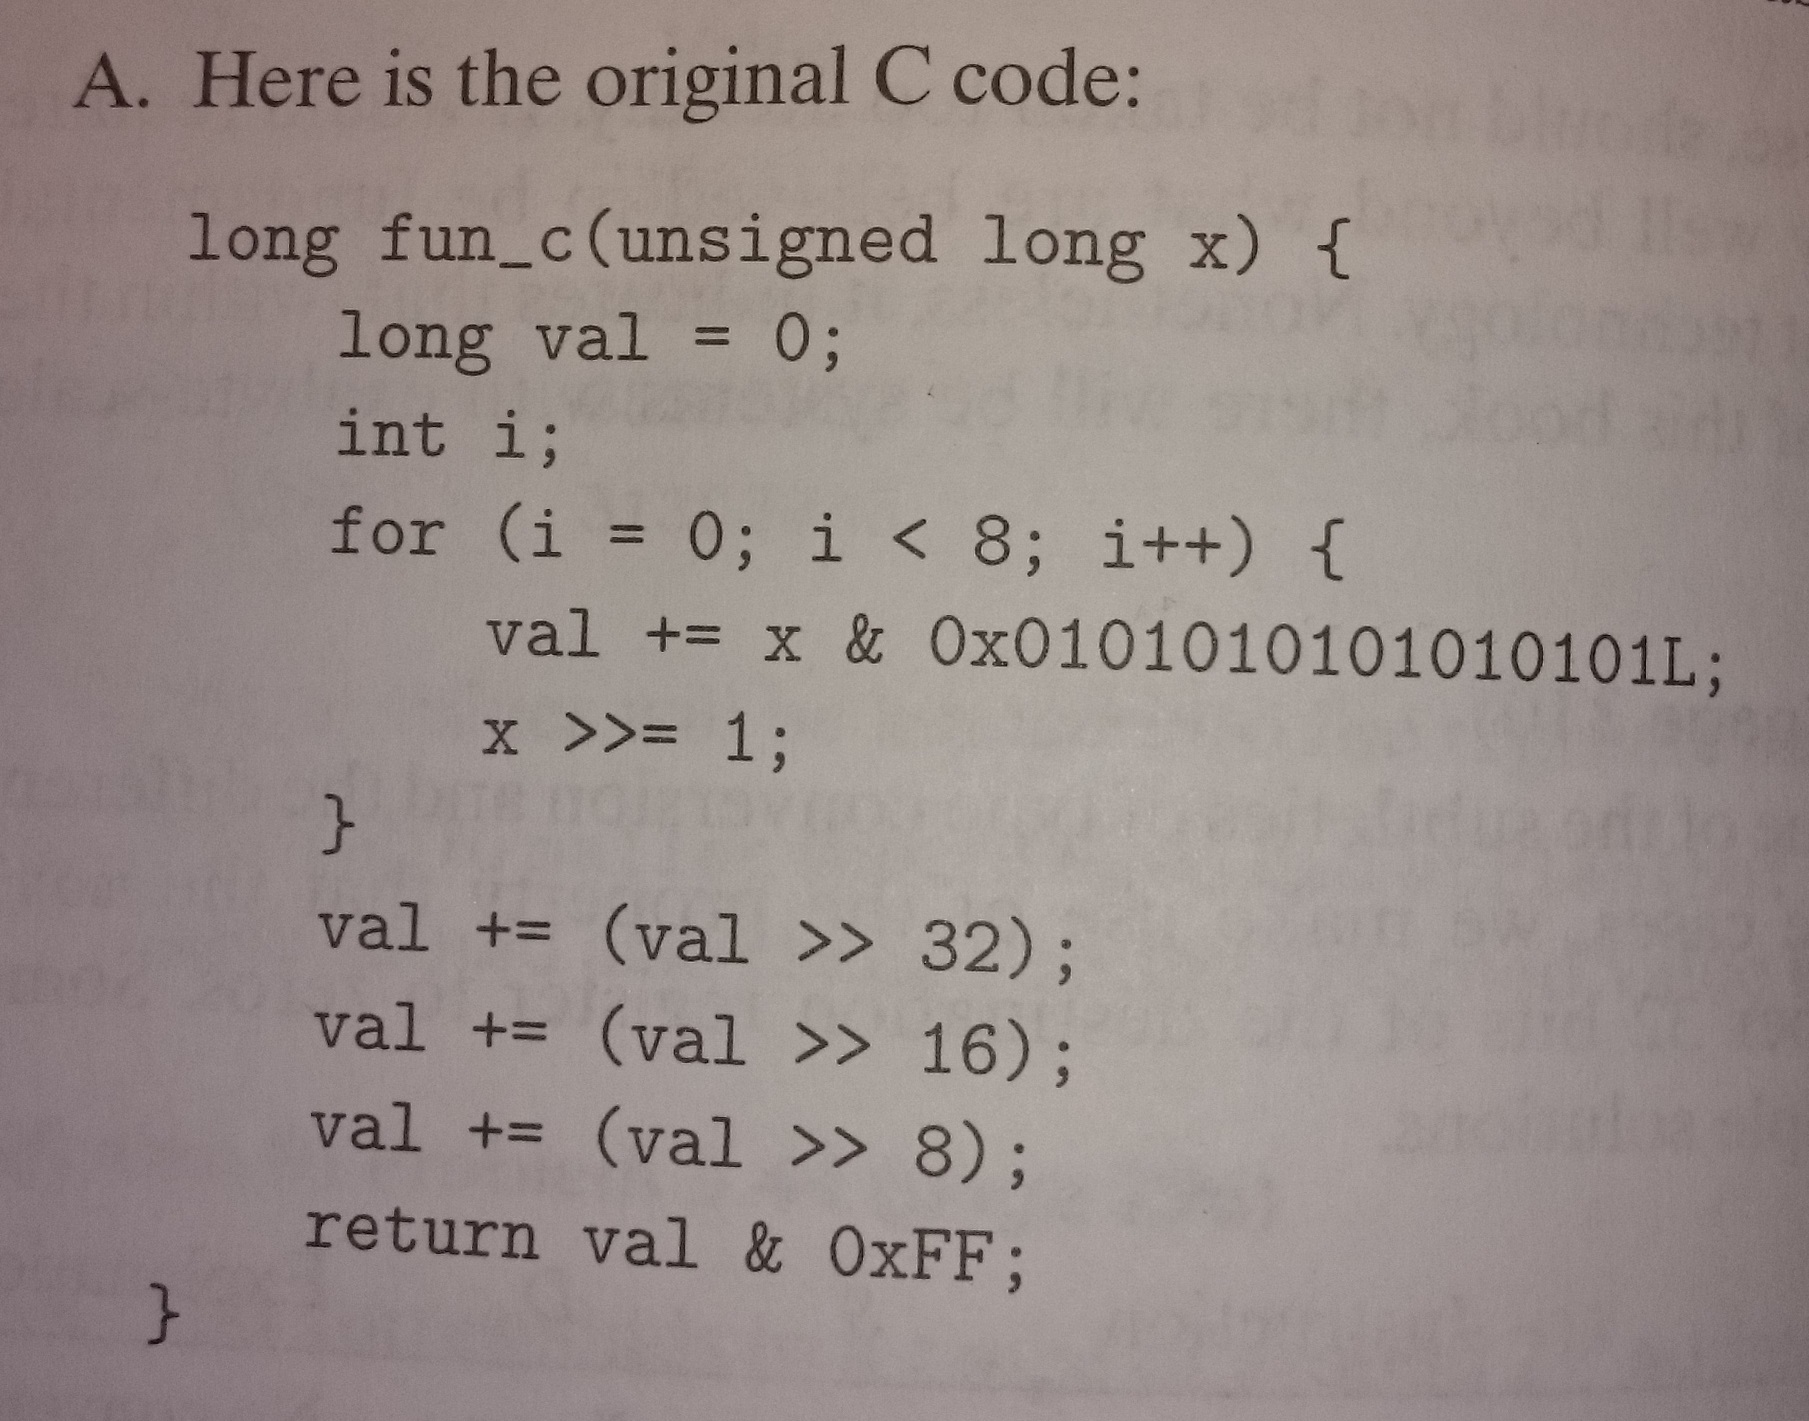 A. Here is the original C code:
long fun_c(unsigned long x) {
long val = 0;
int i;
for (i = 0; i < 8; i++) {
val += x & 0x0101010101010101L;
x >>= 1;
}
val += (val >> 32);
val += (val >> 16);
val += (val >> 8);
return val & 0xFF;
}